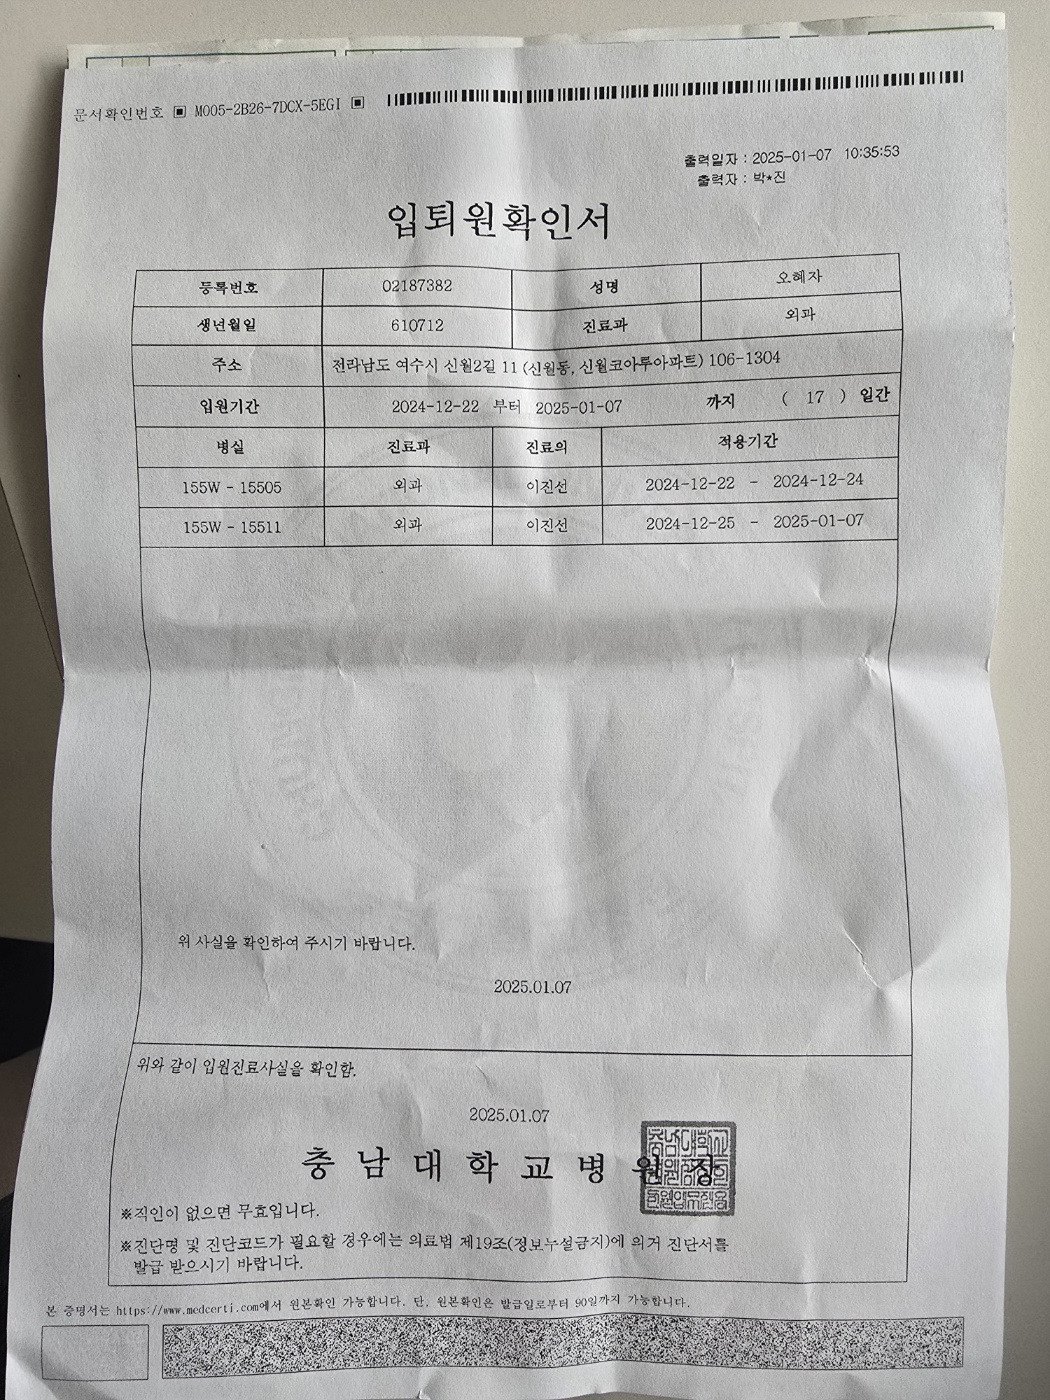 문서확인번호 ▣ M005-2B26-7DCX-5EGI ▣
출력일자 : 2025-01-07 10:35:53
출력자 : 박*진
입퇴원확인서
등록번호 02187382 성명 오혜자
생년월일 610712 진료과 외과
주소 전라남도 여수시 신월2길 11 (신월동, 신월코아루아파트) 106-1304
입원기간 2024-12-22 부터 2025-01-07 까지 ( 17 ) 일간
병실 진료과 진료의 적용기간
155W - 15505 외과 이진선 2024-12-22 - 2024-12-24
155W - 15511 외과 이진선 2024-12-25 - 2025-01-07
위 사실을 확인하여 주시기 바랍니다.
2025.01.07
위와 같이 입원진료사실을 확인함.
2025.01.07
충남대학교병원장
※직인이 없으면 무효입니다.
※진단명 및 진단코드가 필요할 경우에는 의료법 제19조(정보누설금지)에 의거 진단서를
발급 받으시기 바랍니다.
본 증명서는 https://www.medcerti.com에서 원본확인 가능합니다. 단, 원본확인은 발급일로부터 90일까지 가능합니다.